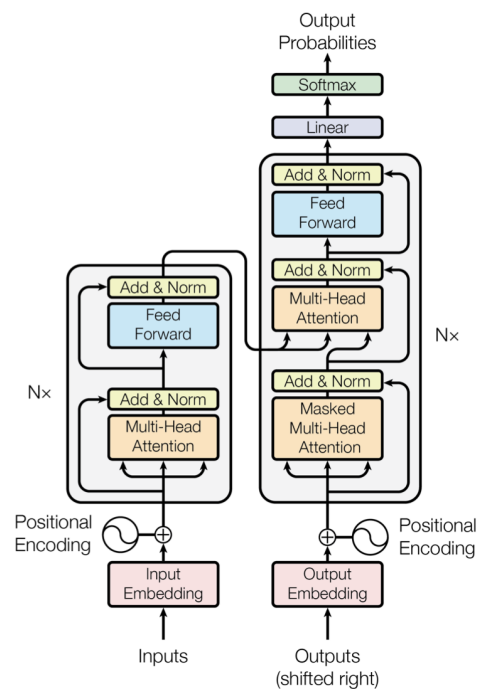 Output
Probabilities
Softmax
Linear
Add & Norm
Feed
Forward
Add & Norm
Multi-Head
Attention
Nx
Add & Norm
Masked
Multi-Head
Attention
Add & Norm
Feed
Forward
Nx
Add & Norm
Multi-Head
Attention
Positional
Encoding
Positional
Encoding
Input
Embedding
Output
Embedding
Inputs
Outputs
(shifted right)